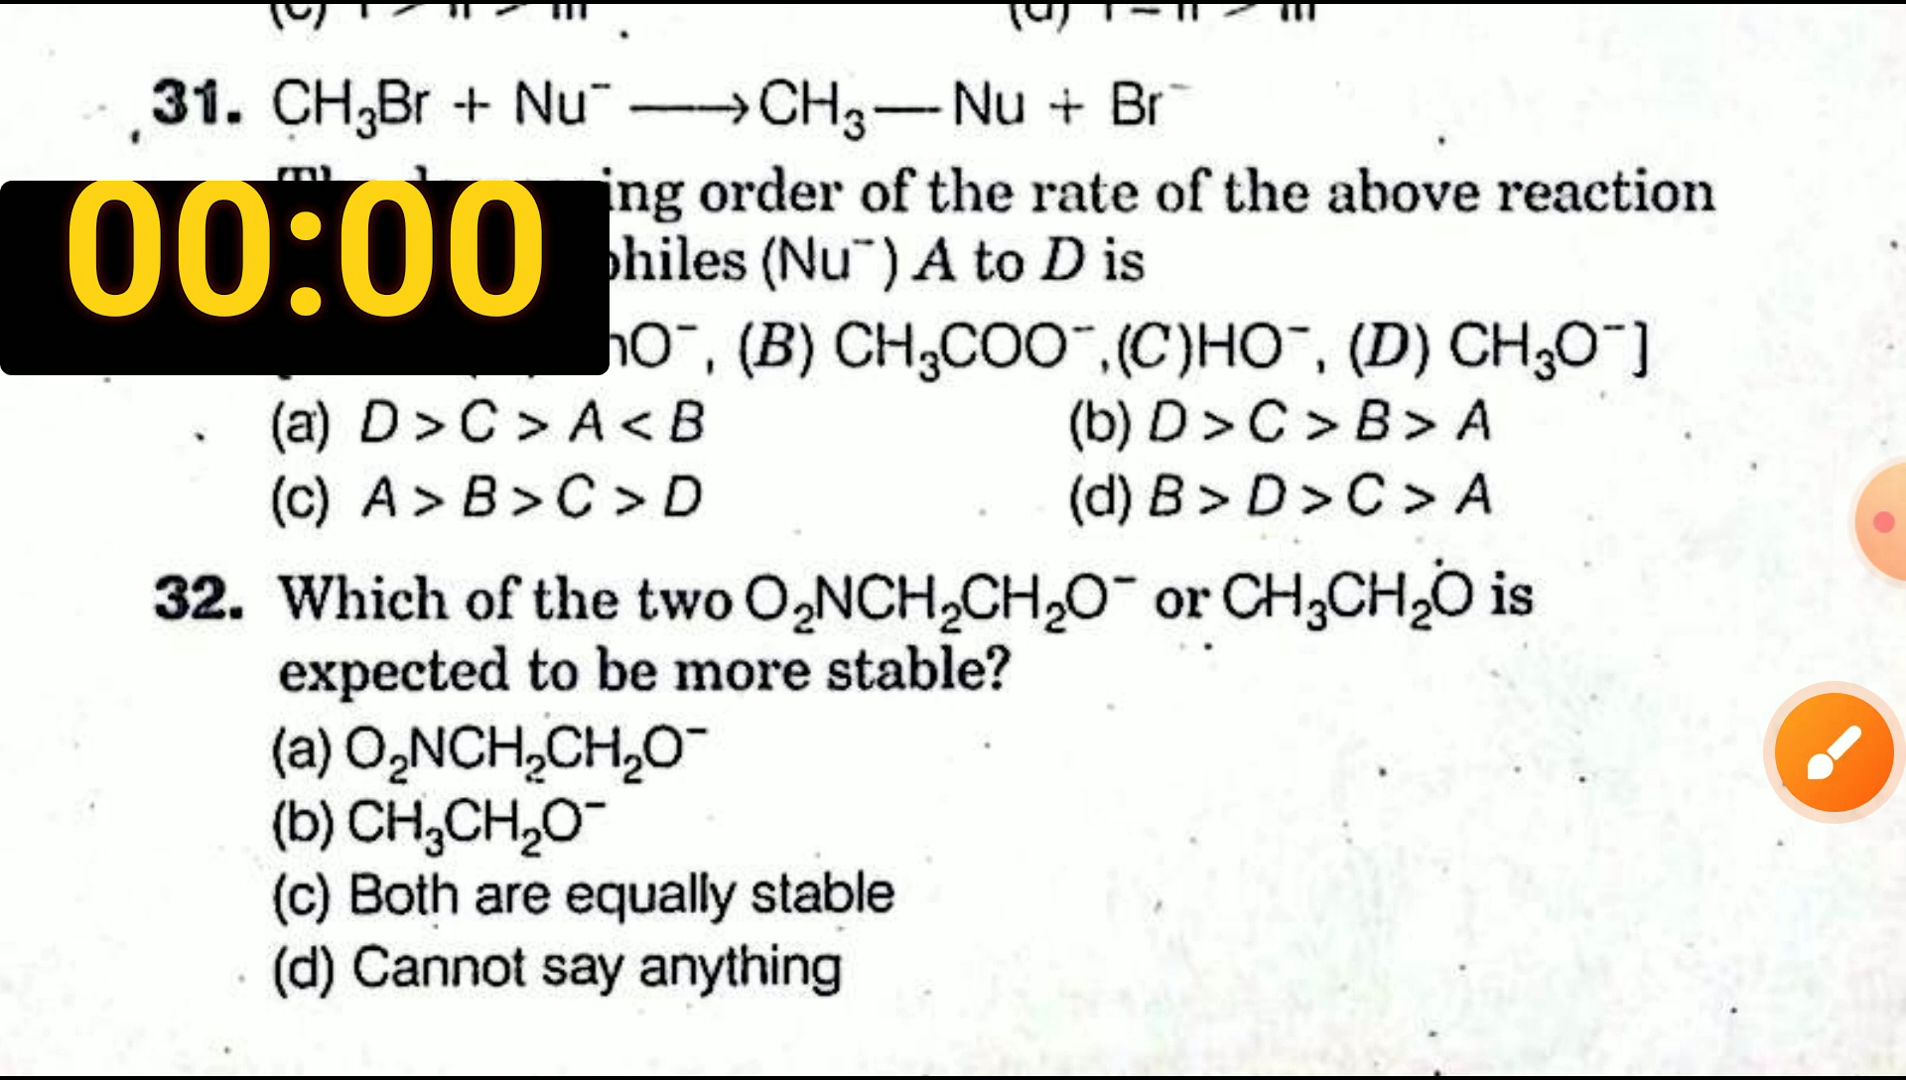 31. CH₃Br + Nu⁻ ⟶ CH₃—Nu + Br⁻
00:00
ing order of the rate of the above reaction
philes (Nu⁻) A to D is
hO⁻, (B) CH₃COO⁻,(C)HO⁻, (D) CH₃O⁻]
(a) D > C > A < B (b) D > C > B > A
(c) A > B > C > D (d) B > D > C > A
32. Which of the two O₂NCH₂CH₂O⁻ or CH₃CH₂O is
expected to be more stable?
(a) O₂NCH₂CH₂O⁻
(b) CH₃CH₂O⁻
(c) Both are equally stable
(d) Cannot say anything